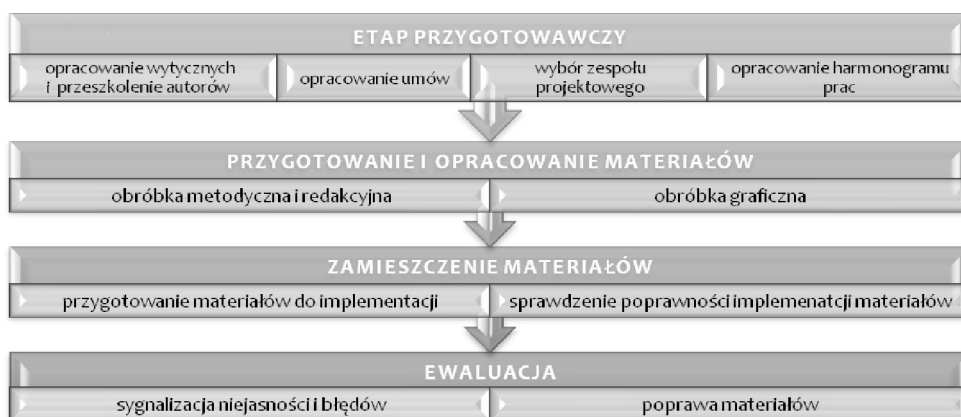 ETAP PRZYGOTOWAWCZY
opracowanie wytycznych
i przeszkolenie autorów
opracowanie umów
wybór zespołu
projektowego
opracowanie harmonogramu
prac
PRZYGOTOWANIE I OPRACOWANIE MATERIAŁÓW
obróbka metodyczna i redakcyjna
obróbka graficzna
ZAMIESZCZENIE MATERIAŁÓW
przygotowanie materiałów do implementacji
sprawdzenie poprawności implemenatcji materiałów
EWALUACJA
sygnalizacja niejasności i błędów
poprawa materiałów